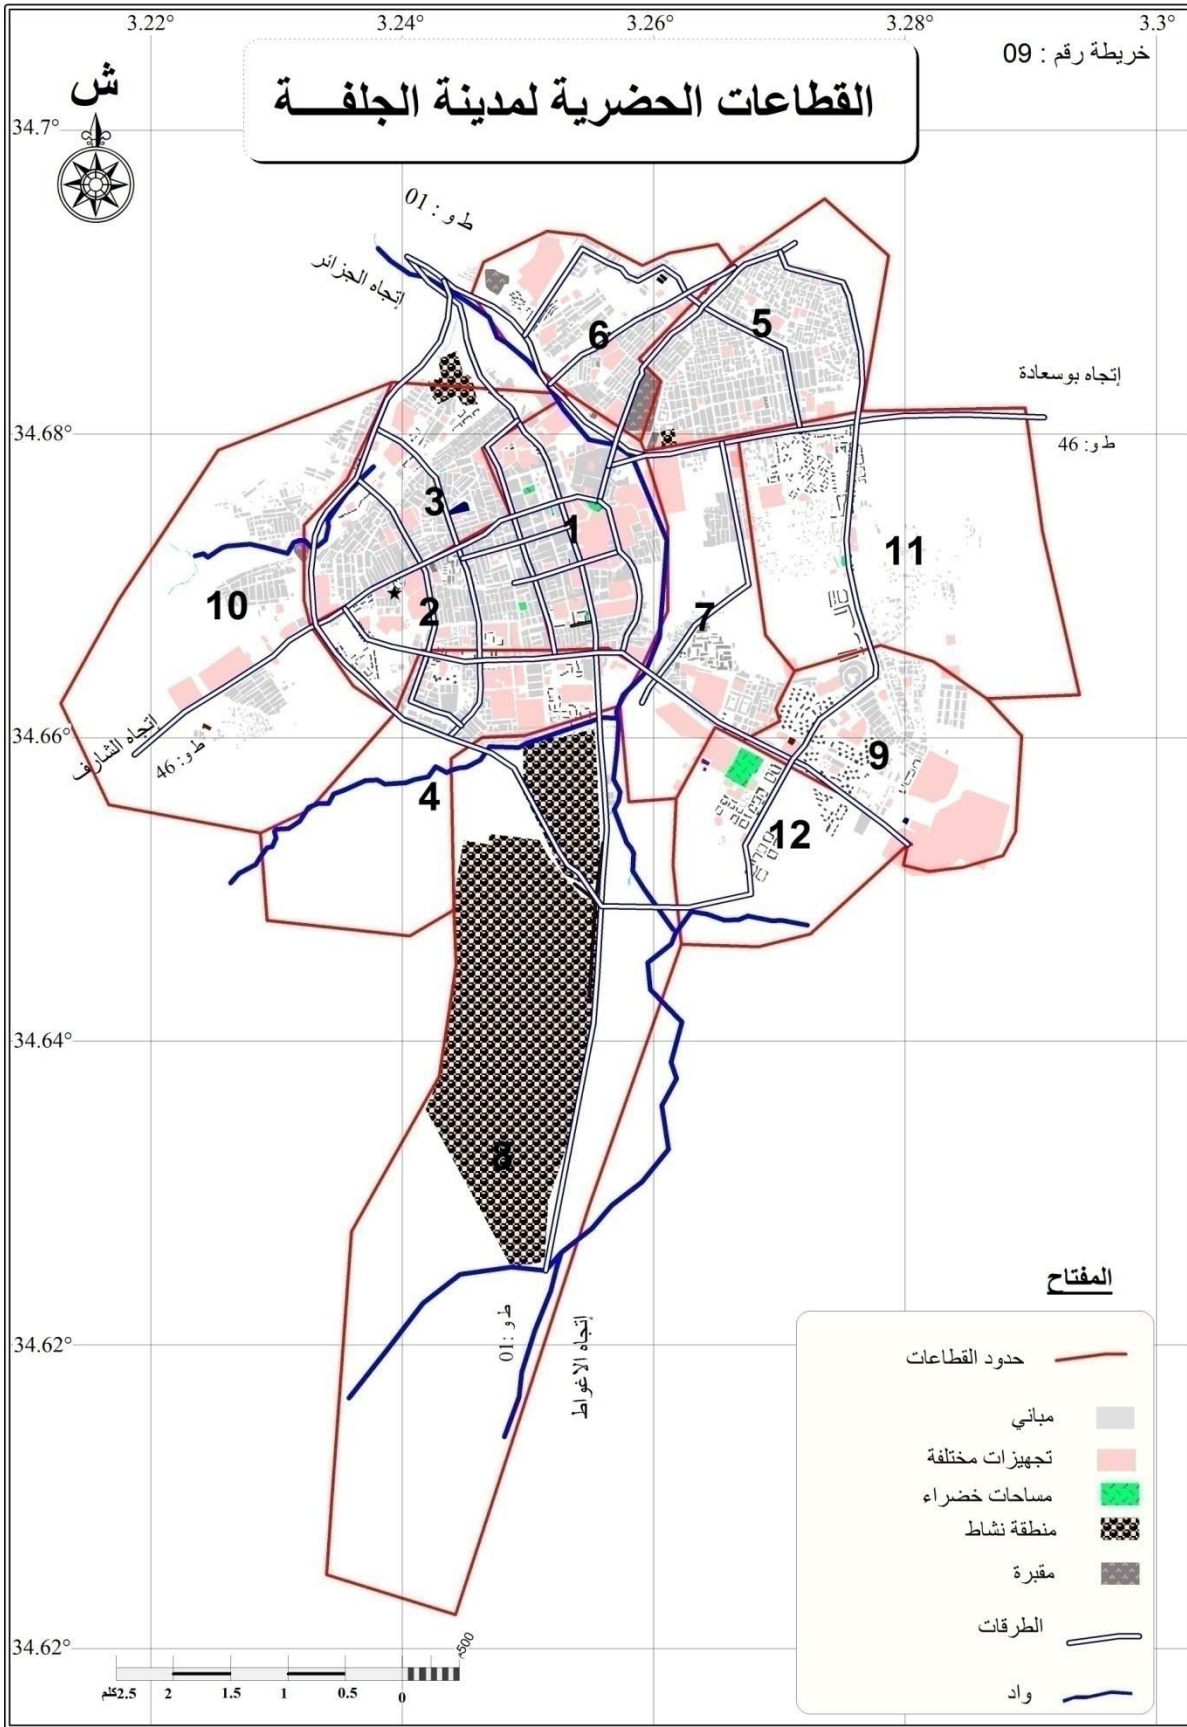 3.22°
3.24°
3.26°
3.28°
3.3°
خريطة رقم : 09
القطاعات الحضرية لمدينة الجلفـــة
ش
34.7°
ط و : 01
إتجاه الجزائر
6
5
إتجاه بوسعادة
34.68°
ط و: 46
3
1
11
10
2
7
34.66°
إتجاه الشارف
ط و: 46
9
4
12
34.64°
8
المفتاح
ط و :01
إتجاه الاغواط
34.62°
حدود القطاعات
مباني
تجهيزات مختلفة
مساحات خضراء
منطقة نشاط
مقبرة
الطرقات
واد
34.62°
500م
2.5كلم
2
1.5
1
0.5
0